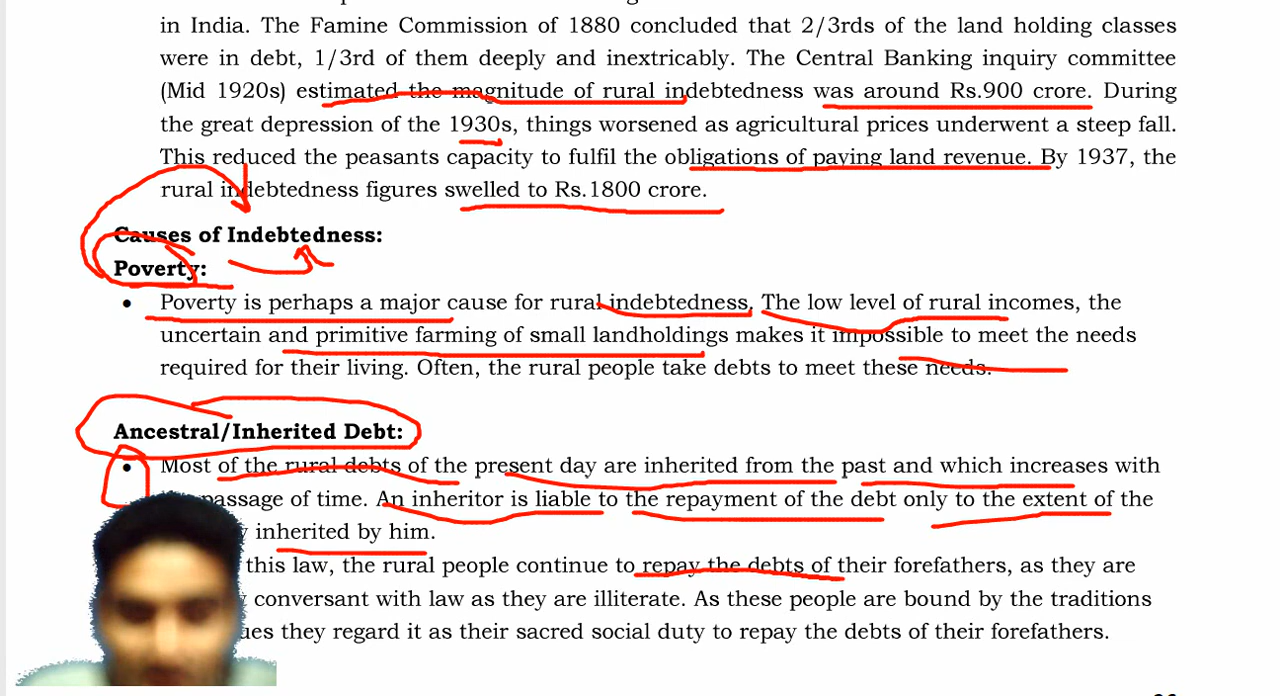 in India. The Famine Commission of 1880 concluded that 2/3rds of the land holding classes
were in debt, 1/3rd of them deeply and inextricably. The Central Banking inquiry committee
(Mid 1920s) estimated the magnitude of rural indebtedness was around Rs.900 crore. During
the great depression of the 1930s, things worsened as agricultural prices underwent a steep fall.
This reduced the peasants capacity to fulfil the obligations of paying land revenue. By 1937, the
rural indebtedness figures swelled to Rs.1800 crore.
Causes of Indebtedness:
Poverty:
• Poverty is perhaps a major cause for rural indebtedness. The low level of rural incomes, the
uncertain and primitive farming of small landholdings makes it impossible to meet the needs
required for their living. Often, the rural people take debts to meet these needs.
Ancestral/Inherited Debt:
• Most of the rural debts of the present day are inherited from the past and which increases with
passage of time. An inheritor is liable to the repayment of the debt only to the extent of the
inherited by him.
this law, the rural people continue to repay the debts of their forefathers, as they are
conversant with law as they are illiterate. As these people are bound by the traditions
they regard it as their sacred social duty to repay the debts of their forefathers.